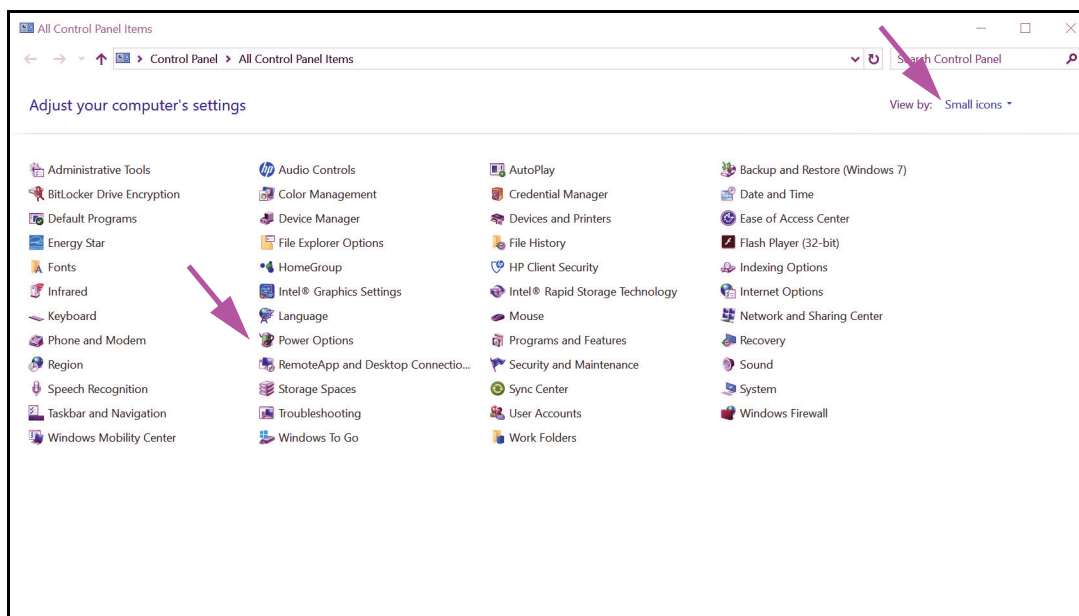 All Control Panel Items
Control Panel > All Control Panel Items
Search Control Panel
Adjust your computer's settings
View by: Small icons
Administrative Tools
Audio Controls
AutoPlay
Backup and Restore (Windows 7)
BitLocker Drive Encryption
Color Management
Credential Manager
Date and Time
Default Programs
Device Manager
Devices and Printers
Ease of Access Center
Energy Star
File Explorer Options
File History
Flash Player (32-bit)
Fonts
HomeGroup
HP Client Security
Indexing Options
Infrared
Intel® Graphics Settings
Intel® Rapid Storage Technology
Internet Options
Keyboard
Language
Mouse
Network and Sharing Center
Phone and Modem
Power Options
Programs and Features
Recovery
Region
RemoteApp and Desktop Connectio...
Security and Maintenance
Sound
Speech Recognition
Storage Spaces
Sync Center
System
Taskbar and Navigation
Troubleshooting
User Accounts
Windows Firewall
Windows Mobility Center
Windows To Go
Work Folders